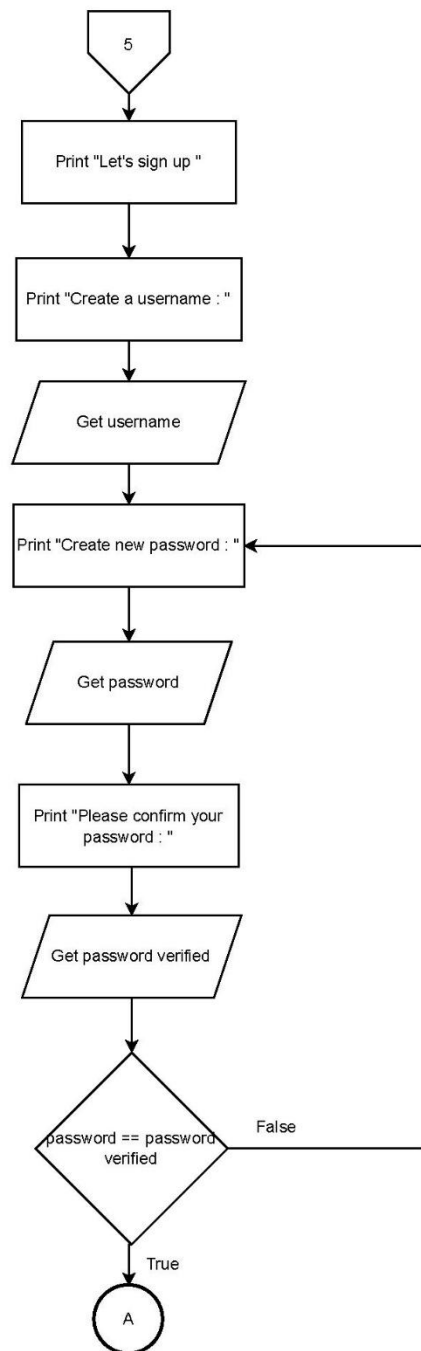 5
Print "Let's sign up "
Print "Create a username : "
Get username
Print "Create new password : "
Get password
Print "Please confirm your
password : "
Get password verified
password == password
verified
False
True
A